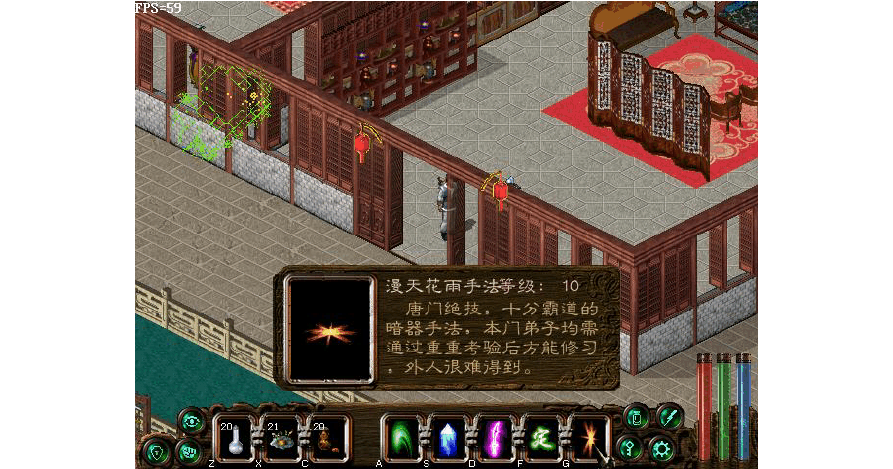 FPS=59
漫天花雨手法等级： 10
唐门绝技，十分霸道的
暗器手法，本门弟子均需
通过重重考验后方能修习
，外人很难得到。
20 21 20
Z X C A S D F G